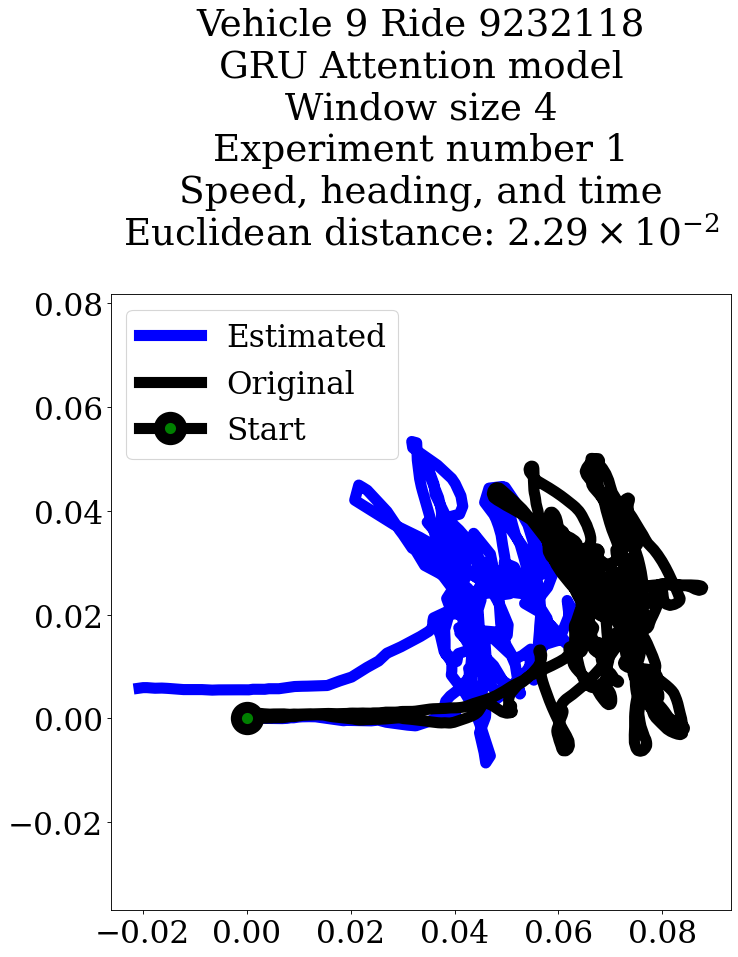 Vehicle 9 Ride 9232118
GRU Attention model
Window size 4
Experiment number 1
Speed, heading, and time
Euclidean distance: 2.29 × 10⁻²
0.08
Estimated
Original
Start
0.06
0.04
0.02
0.00
−0.02
−0.02 0.00 0.02 0.04 0.06 0.08